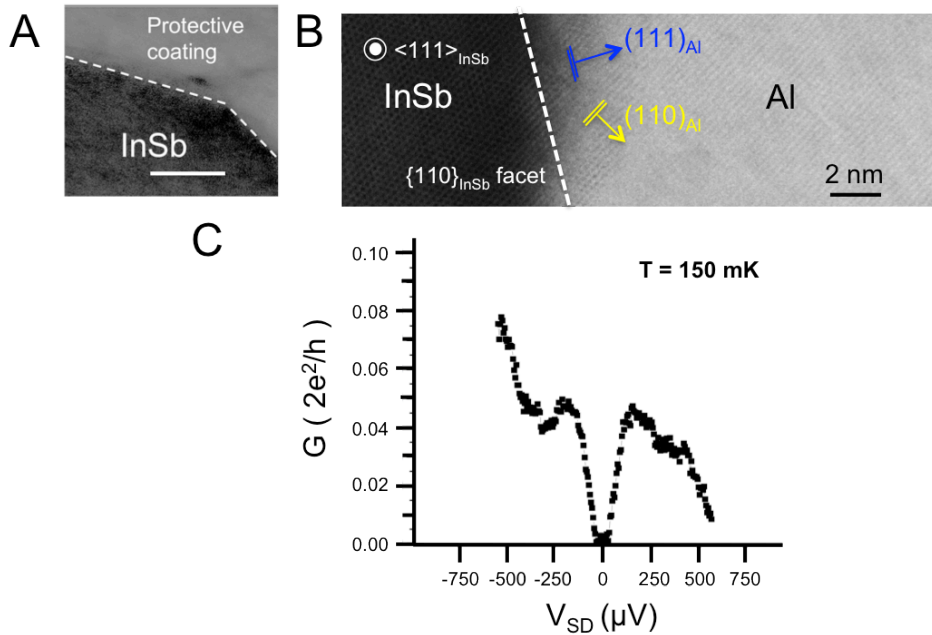 A
Protective
coating
InSb
B
<111>InSb
InSb
{110}InSb facet
(111)Al
(110)Al
Al
2 nm
C
T = 150 mK
G ( 2e²/h )
0.10
0.08
0.06
0.04
0.02
0.00
-750 -500 -250 0 250 500 750
VSD (µV)